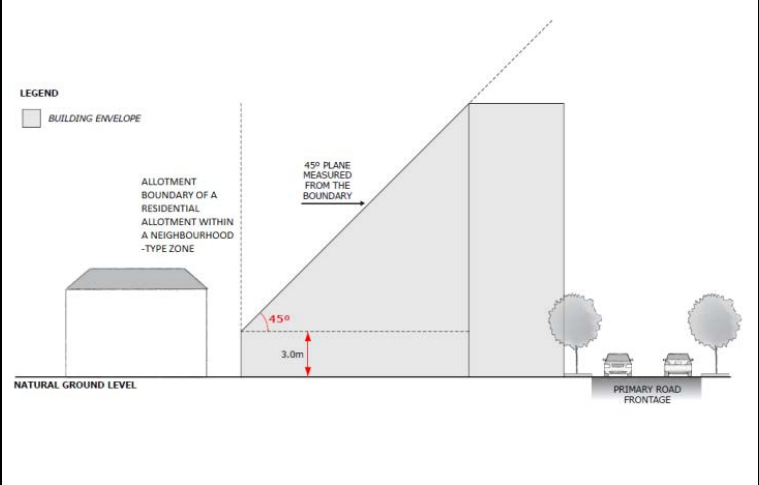 LEGEND
BUILDING ENVELOPE
45º PLANE
MEASURED
FROM THE
BOUNDARY
ALLOTMENT
BOUNDARY OF A
RESIDENTIAL
ALLOTMENT WITHIN
A NEIGHBOURHOOD
-TYPE ZONE
45º
3.0m
NATURAL GROUND LEVEL
PRIMARY ROAD
FRONTAGE